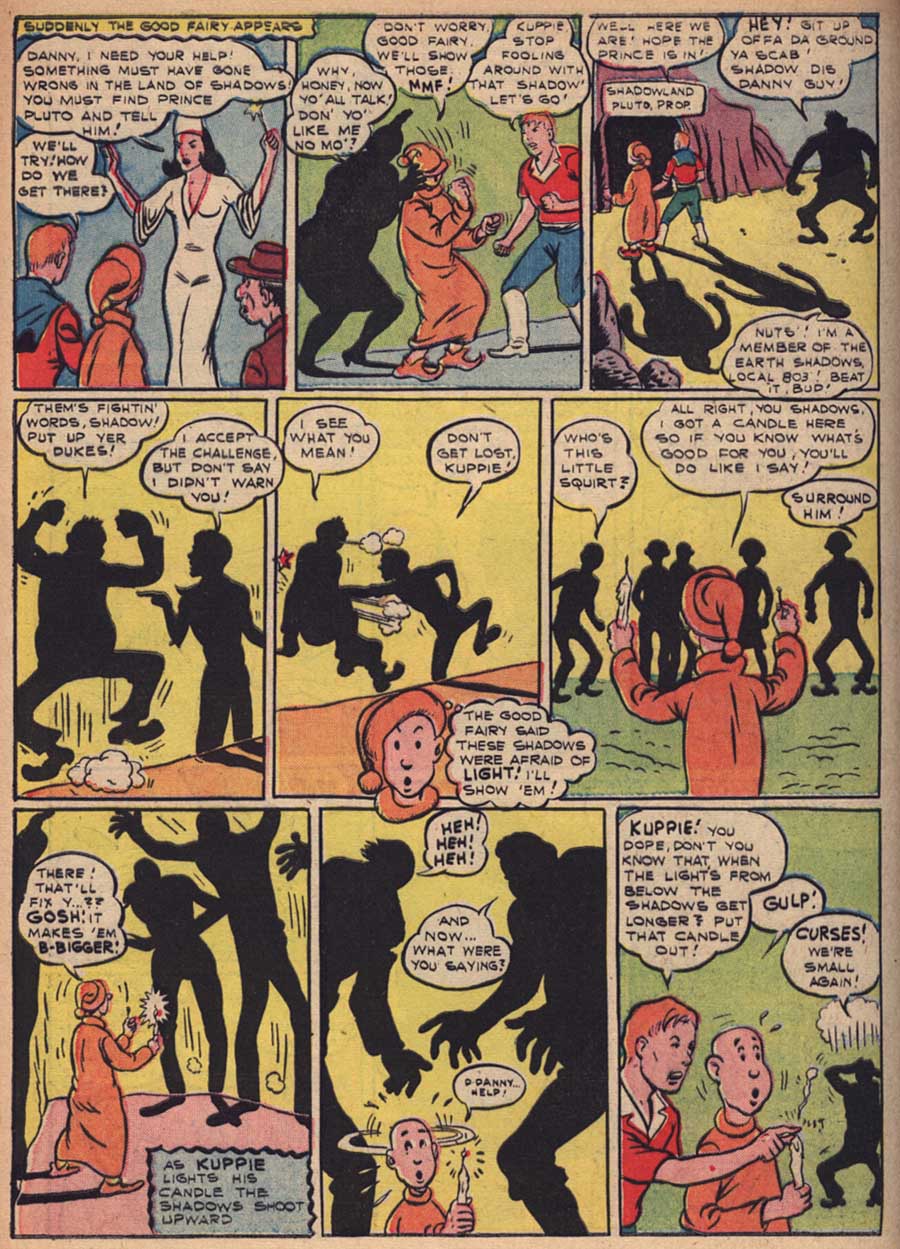 SUDDENLY THE GOOD FAIRY APPEARS
DANNY, I NEED YOUR HELP!
SOMETHING MUST HAVE GONE
WRONG IN THE LAND OF SHADOWS!
YOU MUST FIND PRINCE
PLUTO AND TELL
HIM!
WE'LL
TRY! HOW
DO WE
GET THERE?
WHY,
HONEY, NOW
YO' ALL TALK!
DON' YO'
LIKE ME
NO MO'?
DON'T WORRY,
GOOD FAIRY,
WE'LL SHOW
THOSE..
MMF!
KUPPIE
STOP
FOOLING
AROUND WITH
THAT SHADOW!
LET'S GO!
WELL HERE WE
ARE! HOPE THE
PRINCE IS IN!
SHADOWLAND
PLUTO, PROP.
HEY! GIT UP
OFFA DA GROUND
YA SCAB!
SHADOW DIS
DANNY GUY!
NUTS! I'M A
MEMBER OF THE
EARTH SHADOWS,
LOCAL 803! BEAT
IT, BUD!
THEM'S FIGHTIN'
WORDS, SHADOW!
PUT UP YER
DUKES!
I ACCEPT
THE CHALLENGE,
BUT DON'T SAY
I DIDN'T WARN
YOU!
I SEE
WHAT YOU
MEAN!
DON'T
GET LOST,
KUPPIE!
THE GOOD
FAIRY SAID
THESE SHADOWS
WERE AFRAID OF
LIGHT! I'LL
SHOW 'EM!
WHO'S
THIS
LITTLE
SQUIRT?
ALL RIGHT, YOU SHADOWS,
I GOT A CANDLE HERE,
SO IF YOU KNOW WHAT'S
GOOD FOR YOU, YOU'LL
DO LIKE I SAY!
SURROUND
HIM!
THERE!
THAT'LL
FIX Y...??
GOSH! IT
MAKES 'EM
B-BIGGER!
AS KUPPIE
LIGHTS HIS
CANDLE THE
SHADOWS SHOOT
UPWARD
HEH!
HEH!
HEH!
AND
NOW...
WHAT WERE
YOU SAYING?
D-DANNY...
HELP!
KUPPIE! YOU
DOPE, DON'T YOU
KNOW THAT WHEN
THE LIGHTS FROM
BELOW THE
SHADOWS GET
LONGER? PUT
THAT CANDLE
OUT!
GULP!
CURSES!
WE'RE
SMALL
AGAIN!